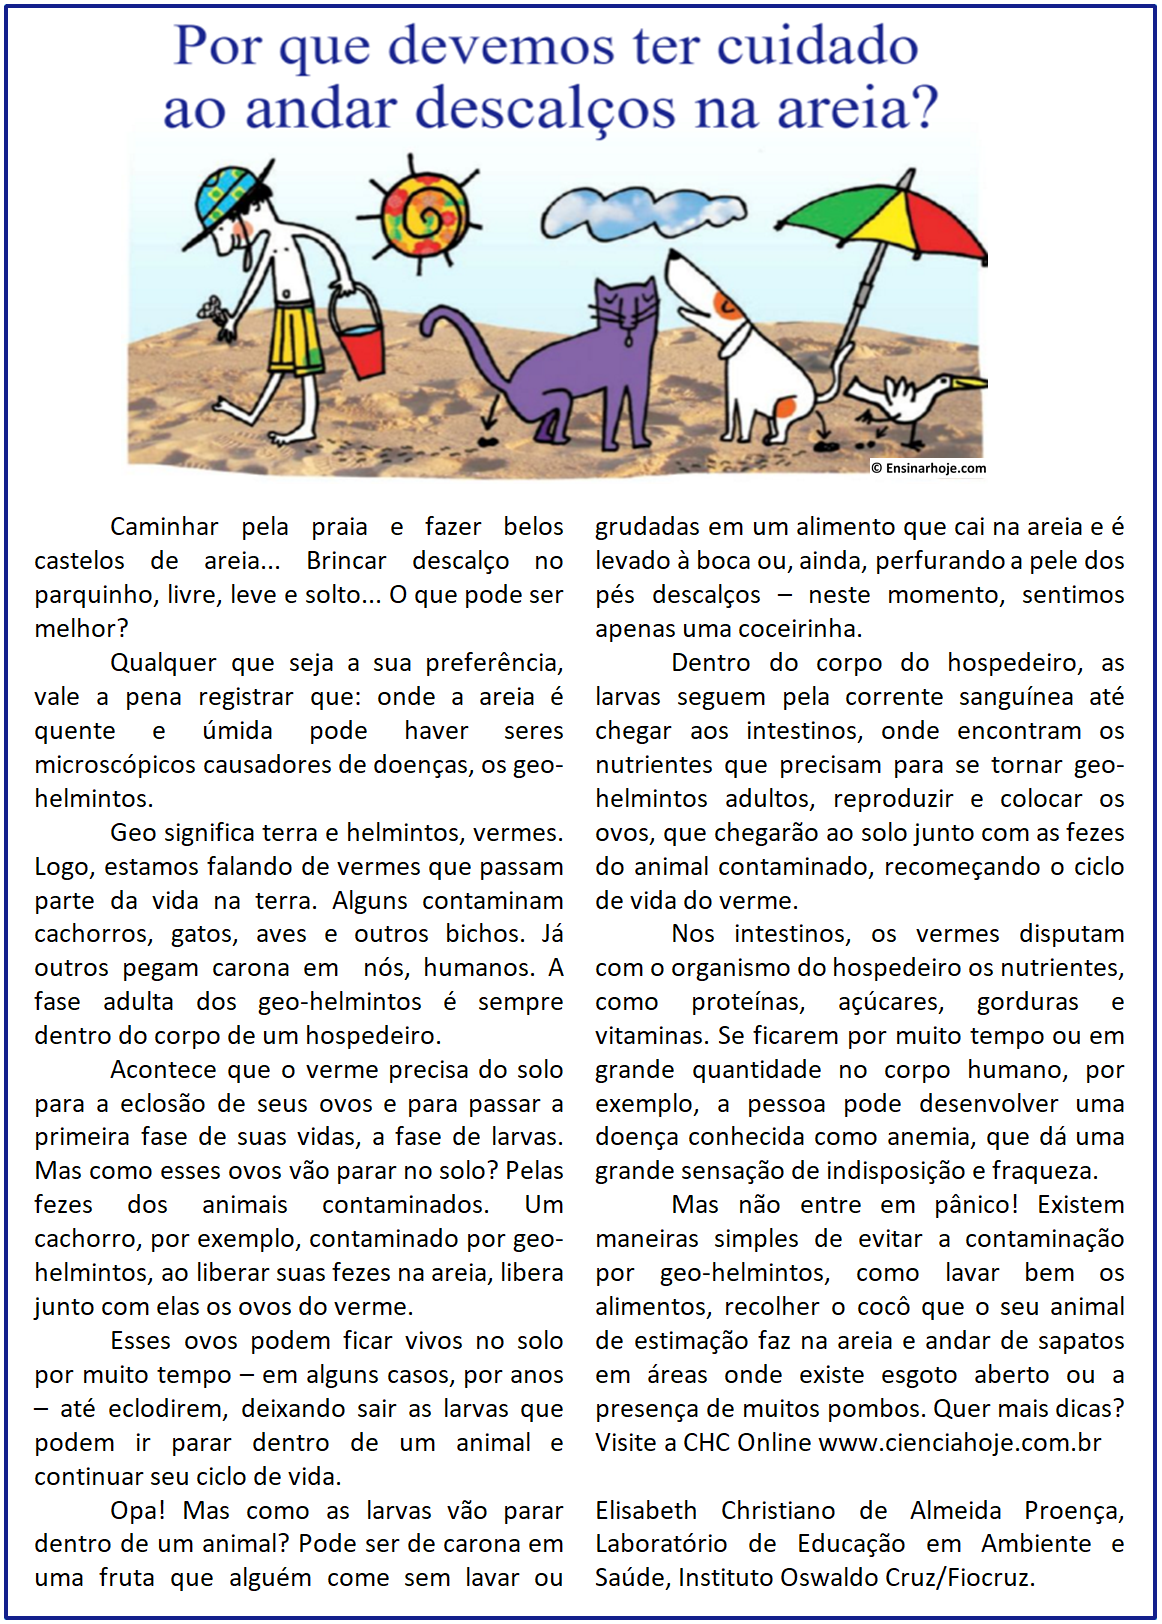 Por que devemos ter cuidado
ao andar descalços na areia?
© Ensinarhoje.com
Caminhar pela praia e fazer belos
castelos de areia... Brincar descalço no
parquinho, livre, leve e solto... O que pode ser
melhor?
Qualquer que seja a sua preferência,
vale a pena registrar que: onde a areia é
quente e úmida pode haver seres
microscópicos causadores de doenças, os geo-
helmintos.
Geo significa terra e helmintos, vermes.
Logo, estamos falando de vermes que passam
parte da vida na terra. Alguns contaminam
cachorros, gatos, aves e outros bichos. Já
outros pegam carona em nós, humanos. A
fase adulta dos geo-helmintos é sempre
dentro do corpo de um hospedeiro.
Acontece que o verme precisa do solo
para a eclosão de seus ovos e para passar a
primeira fase de suas vidas, a fase de larvas.
Mas como esses ovos vão parar no solo? Pelas
fezes dos animais contaminados. Um
cachorro, por exemplo, contaminado por geo-
helmintos, ao liberar suas fezes na areia, libera
junto com elas os ovos do verme.
Esses ovos podem ficar vivos no solo
por muito tempo – em alguns casos, por anos
– até eclodirem, deixando sair as larvas que
podem ir parar dentro de um animal e
continuar seu ciclo de vida.
Opa! Mas como as larvas vão parar
dentro de um animal? Pode ser de carona em
uma fruta que alguém come sem lavar ou
grudadas em um alimento que cai na areia e é
levado à boca ou, ainda, perfurando a pele dos
pés descalços – neste momento, sentimos
apenas uma coceirinha.
Dentro do corpo do hospedeiro, as
larvas seguem pela corrente sanguínea até
chegar aos intestinos, onde encontram os
nutrientes que precisam para se tornar geo-
helmintos adultos, reproduzir e colocar os
ovos, que chegarão ao solo junto com as fezes
do animal contaminado, recomeçando o ciclo
de vida do verme.
Nos intestinos, os vermes disputam
com o organismo do hospedeiro os nutrientes,
como proteínas, açúcares, gorduras e
vitaminas. Se ficarem por muito tempo ou em
grande quantidade no corpo humano, por
exemplo, a pessoa pode desenvolver uma
doença conhecida como anemia, que dá uma
grande sensação de indisposição e fraqueza.
Mas não entre em pânico! Existem
maneiras simples de evitar a contaminação
por geo-helmintos, como lavar bem os
alimentos, recolher o cocô que o seu animal
de estimação faz na areia e andar de sapatos
em áreas onde existe esgoto aberto ou a
presença de muitos pombos. Quer mais dicas?
Visite a CHC Online www.cienciahoje.com.br
Elisabeth Christiano de Almeida Proença,
Laboratório de Educação em Ambiente e
Saúde, Instituto Oswaldo Cruz/Fiocruz.